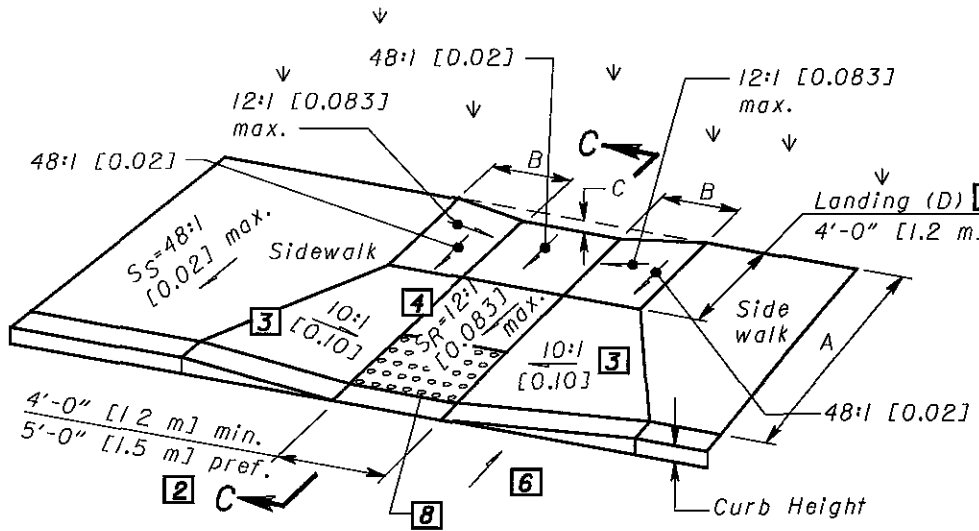 48:1 [0.02]
12:1 [0.083]
max.
12:1 [0.083]
max.
48:1 [0.02]
B
C
C
B
Landing (D)
4'-0" [1.2 m]
Sidewalk
SS=48:1
[0.02] max.
4
SR=12:1
[0.083]
max.
3
10:1
[0.10]
10:1
[0.10]
3
Side
walk
A
48:1 [0.02]
4'-0" [1.2 m] min.
5'-0" [1.5 m] pref.
2
C
8
6
Curb Height